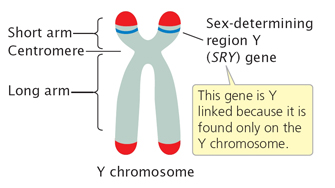 Short arm
Centromere
Long arm
Sex-determining
region Y
(SRY) gene
This gene is Y
linked because it is
found only on the
Y chromosome.
Y chromosome